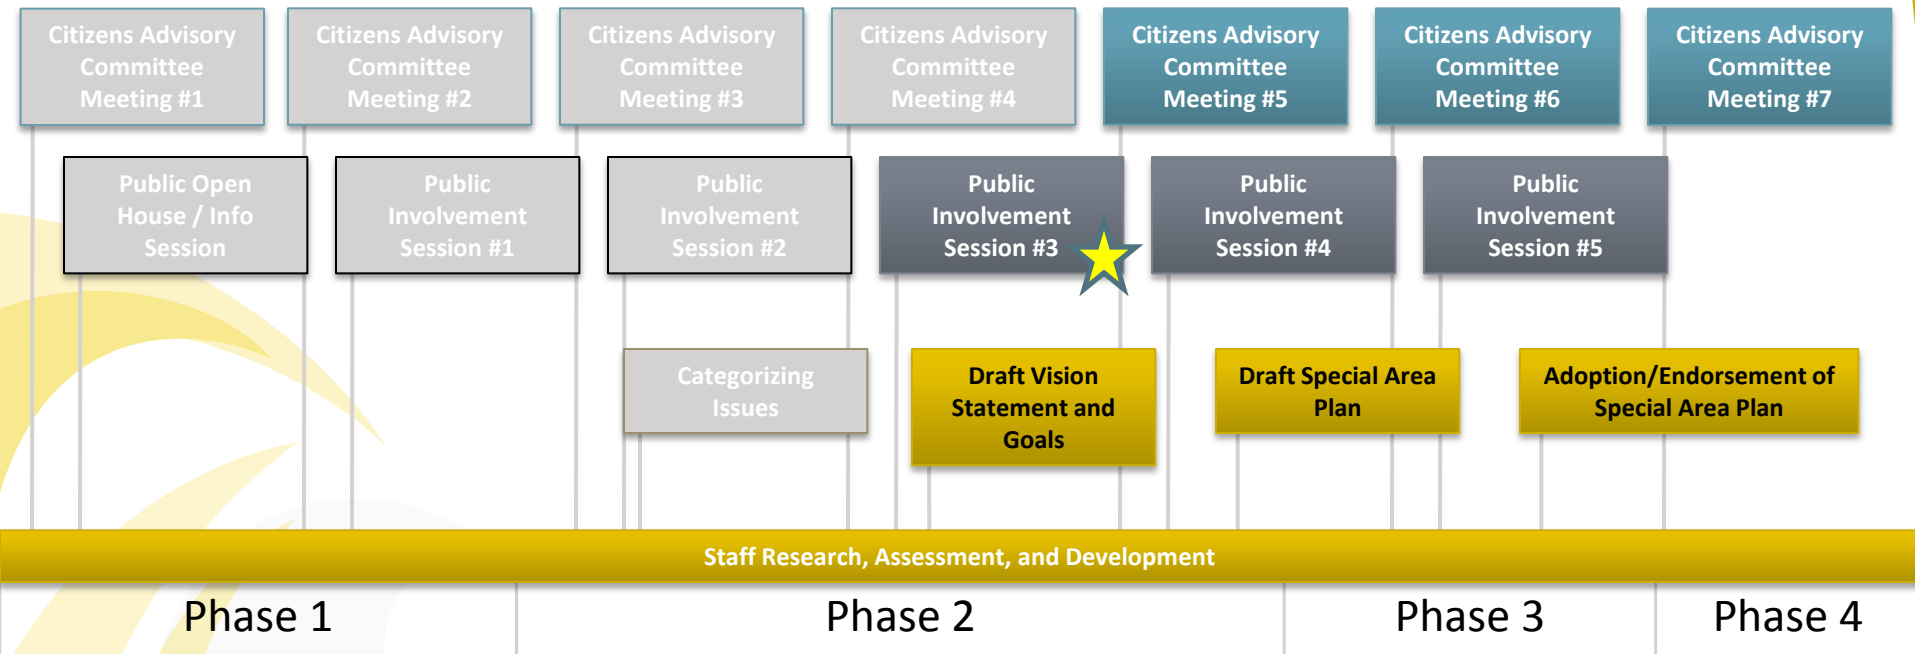 Citizens Advisory
Committee
Meeting #1
Citizens Advisory
Committee
Meeting #2
Citizens Advisory
Committee
Meeting #3
Citizens Advisory
Committee
Meeting #4
Citizens Advisory
Committee
Meeting #5
Citizens Advisory
Committee
Meeting #6
Citizens Advisory
Committee
Meeting #7
Public Open
House / Info
Session
Public
Involvement
Session #1
Public
Involvement
Session #2
Public
Involvement
Session #3
Public
Involvement
Session #4
Public
Involvement
Session #5
Categorizing
Issues
Draft Vision
Statement and
Goals
Draft Special Area
Plan
Adoption/Endorsement of
Special Area Plan
Staff Research, Assessment, and Development
Phase 1
Phase 2
Phase 3
Phase 4